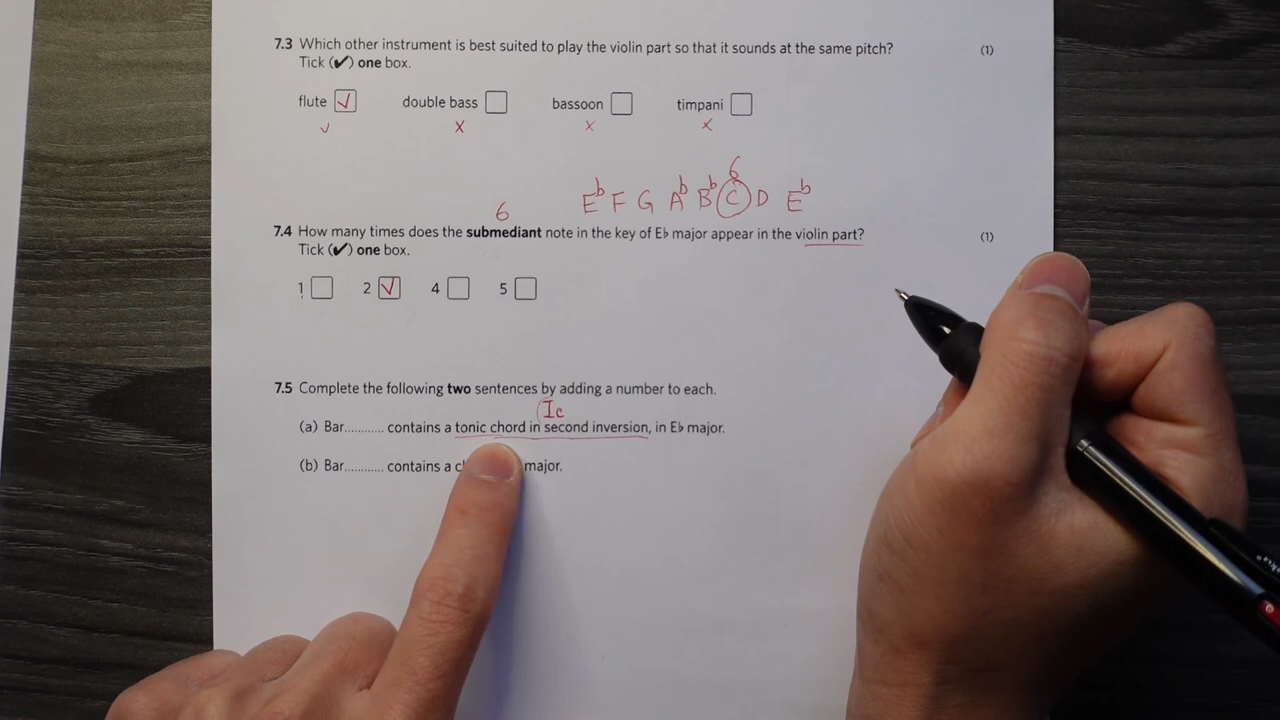 7.3 Which other instrument is best suited to play the violin part so that it sounds at the same pitch? (1)
Tick (✔) one box.
flute ✓ double bass bassoon timpani
✓ x x x
6
E♭ F G A♭ B♭ C D E♭
6
7.4 How many times does the submediant note in the key of E♭ major appear in the violin part? (1)
Tick (✔) one box.
1 2 ✓ 4 5
7.5 Complete the following two sentences by adding a number to each.
Ic
(a) Bar........... contains a tonic chord in second inversion, in E♭ major.
(b) Bar........... contains a major.